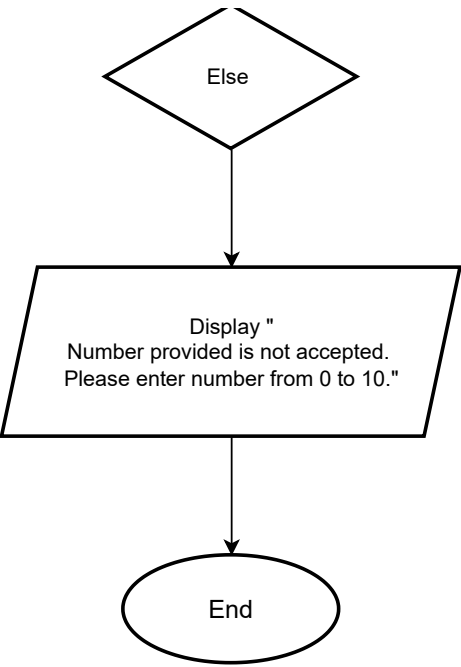 Else
Display "
Number provided is not accepted.
Please enter number from 0 to 10."
End